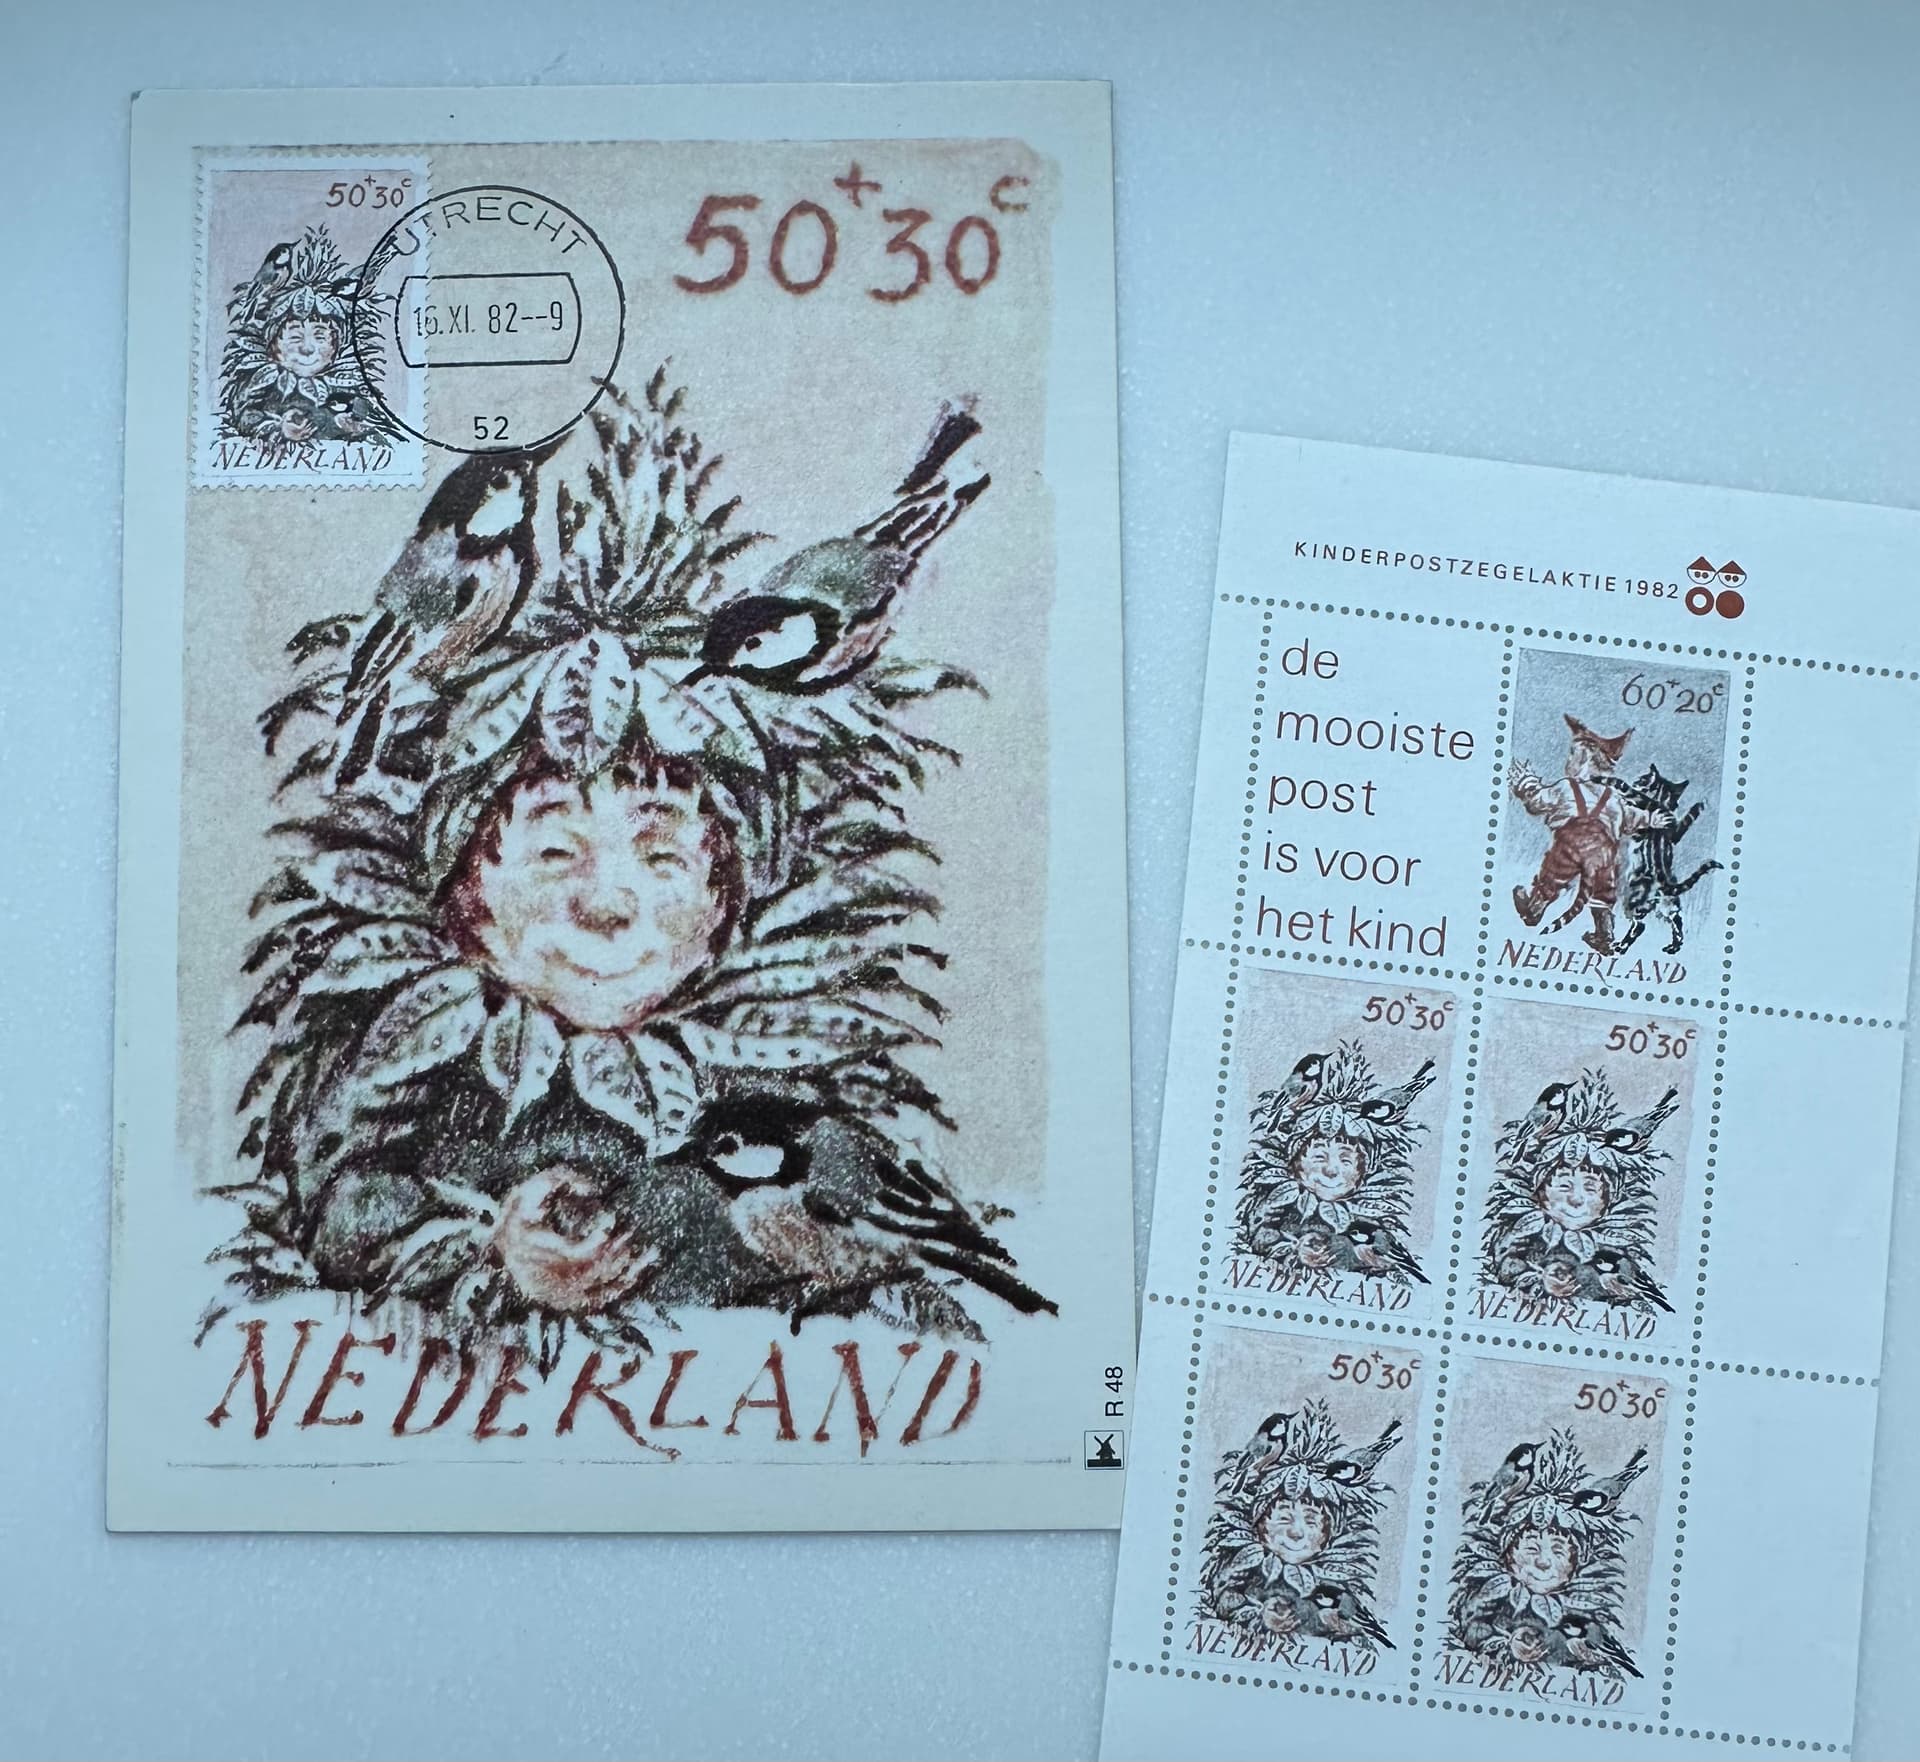 50+30c
NEDERLAND
UTRECHT
16.XI. 82--9
52
50+30c
NEDERLAND
R 48
KINDERPOSTZEGELAKTIE 1982
de
mooiste
post
is voor
het kind
60+20c
NEDERLAND
50+30c
NEDERLAND
50+30c
NEDERLAND
50+30c
NEDERLAND
50+30c
NEDERLAND